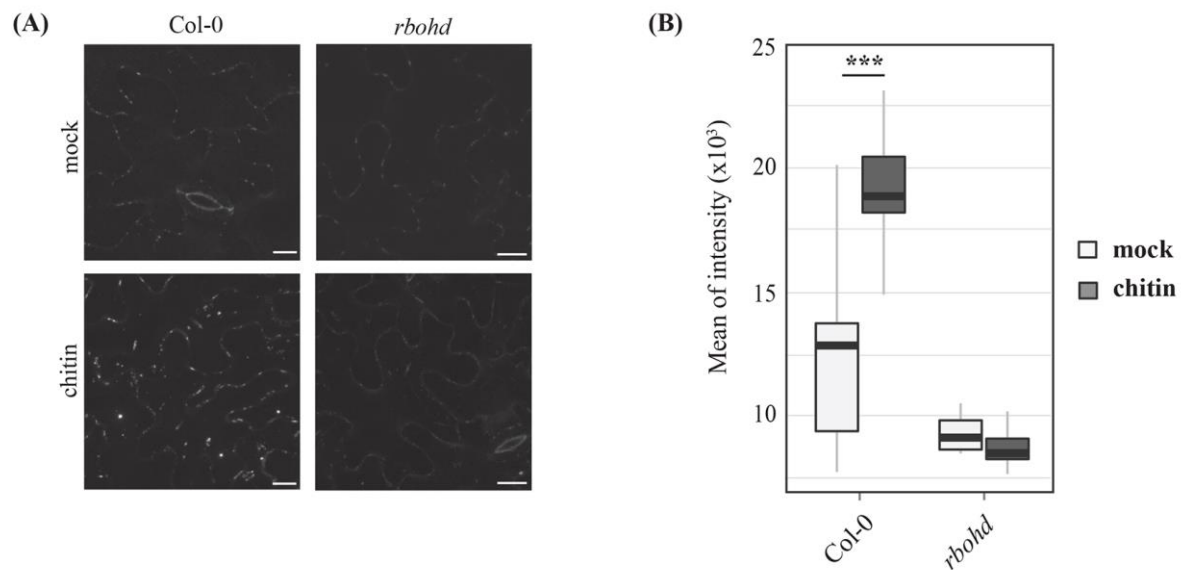 (A)
Col-0
rbohd
mock
chitin
(B)
Mean of intensity (x10³)
25
20
15
10
***
Col-0
rbohd
mock
chitin